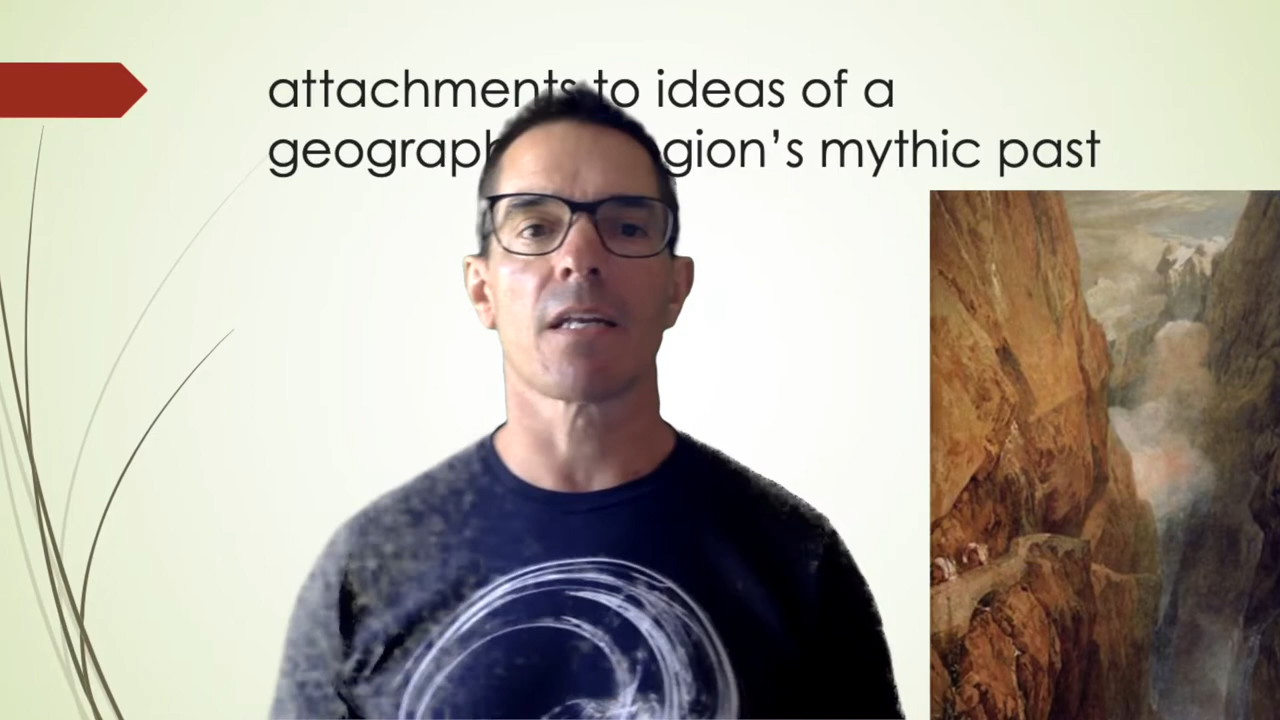 attachments to ideas of a
geograph gion’s mythic past